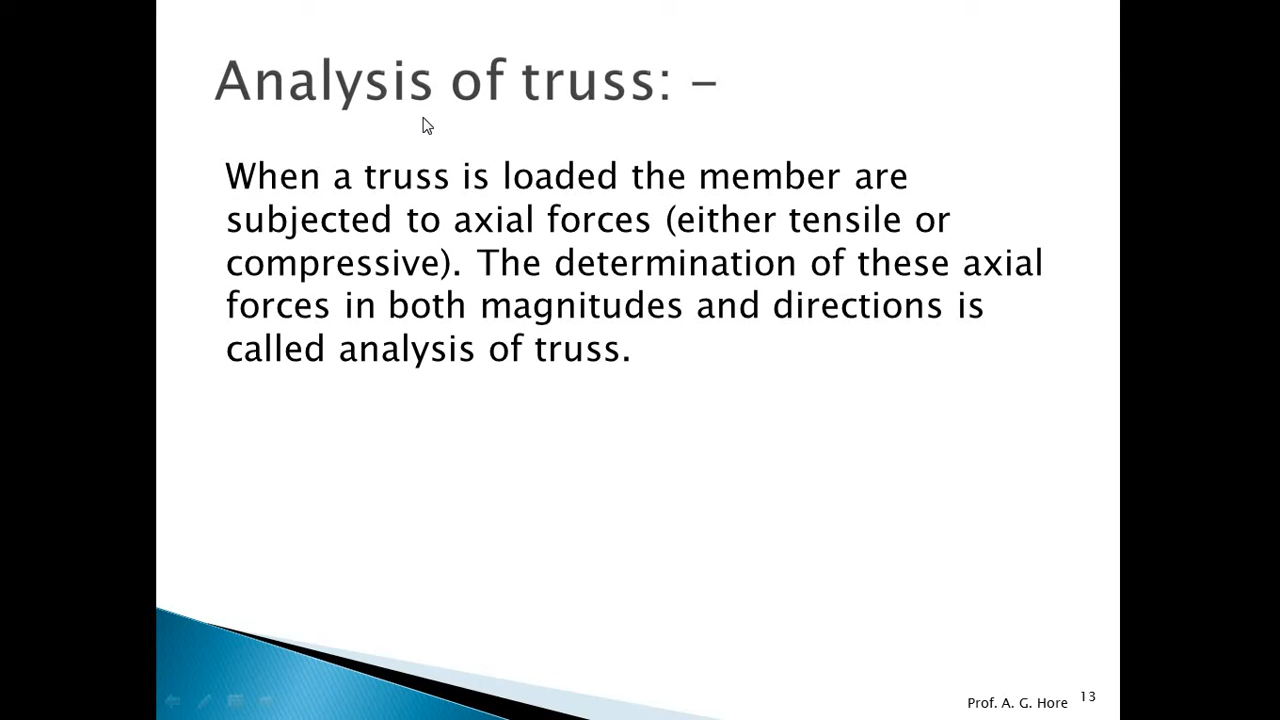 Analysis of truss: –
When a truss is loaded the member are
subjected to axial forces (either tensile or
compressive). The determination of these axial
forces in both magnitudes and directions is
called analysis of truss.
Prof. A. G. Hore 13